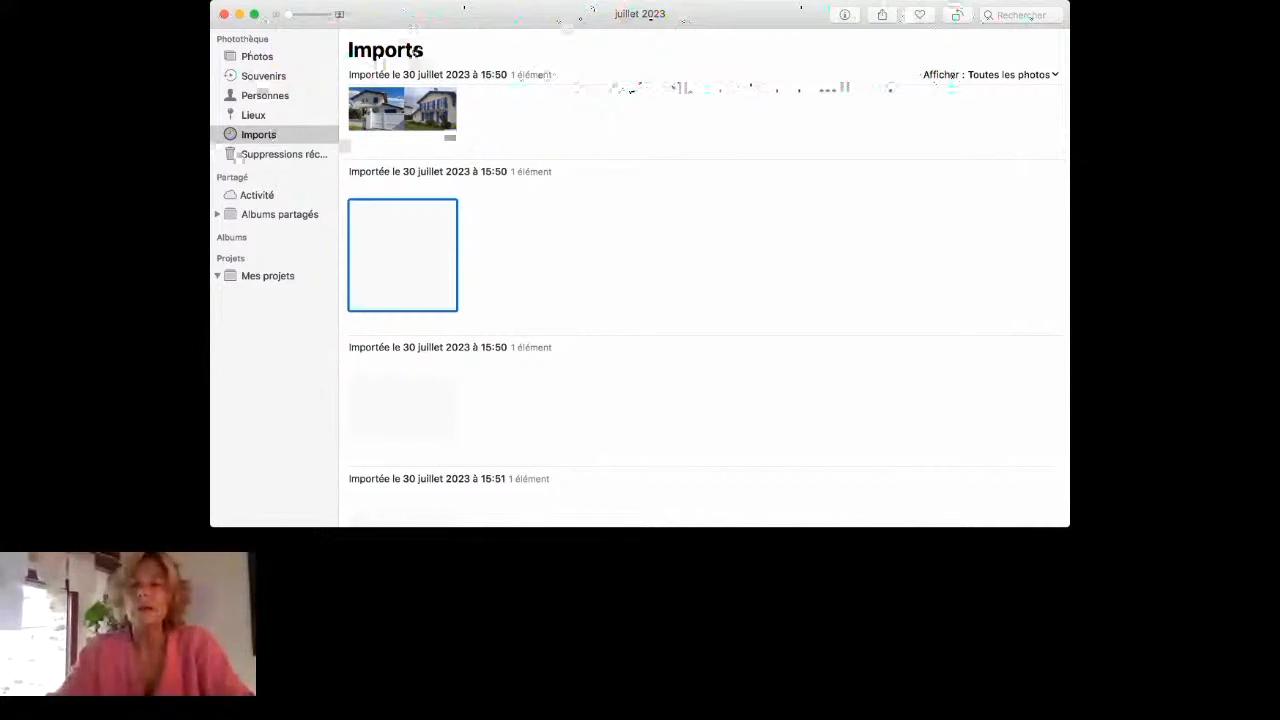 juillet 2023
Rechercher
Photothèque
Photos
Souvenirs
Personnes
Lieux
Imports
Suppressions réc...
Partagé
Activité
Albums partagés
Albums
Projets
Mes projets
Imports
Importée le 30 juillet 2023 à 15:50 1 élément
Afficher : Toutes les photos
Importée le 30 juillet 2023 à 15:50 1 élément
Importée le 30 juillet 2023 à 15:50 1 élément
Importée le 30 juillet 2023 à 15:51 1 élément